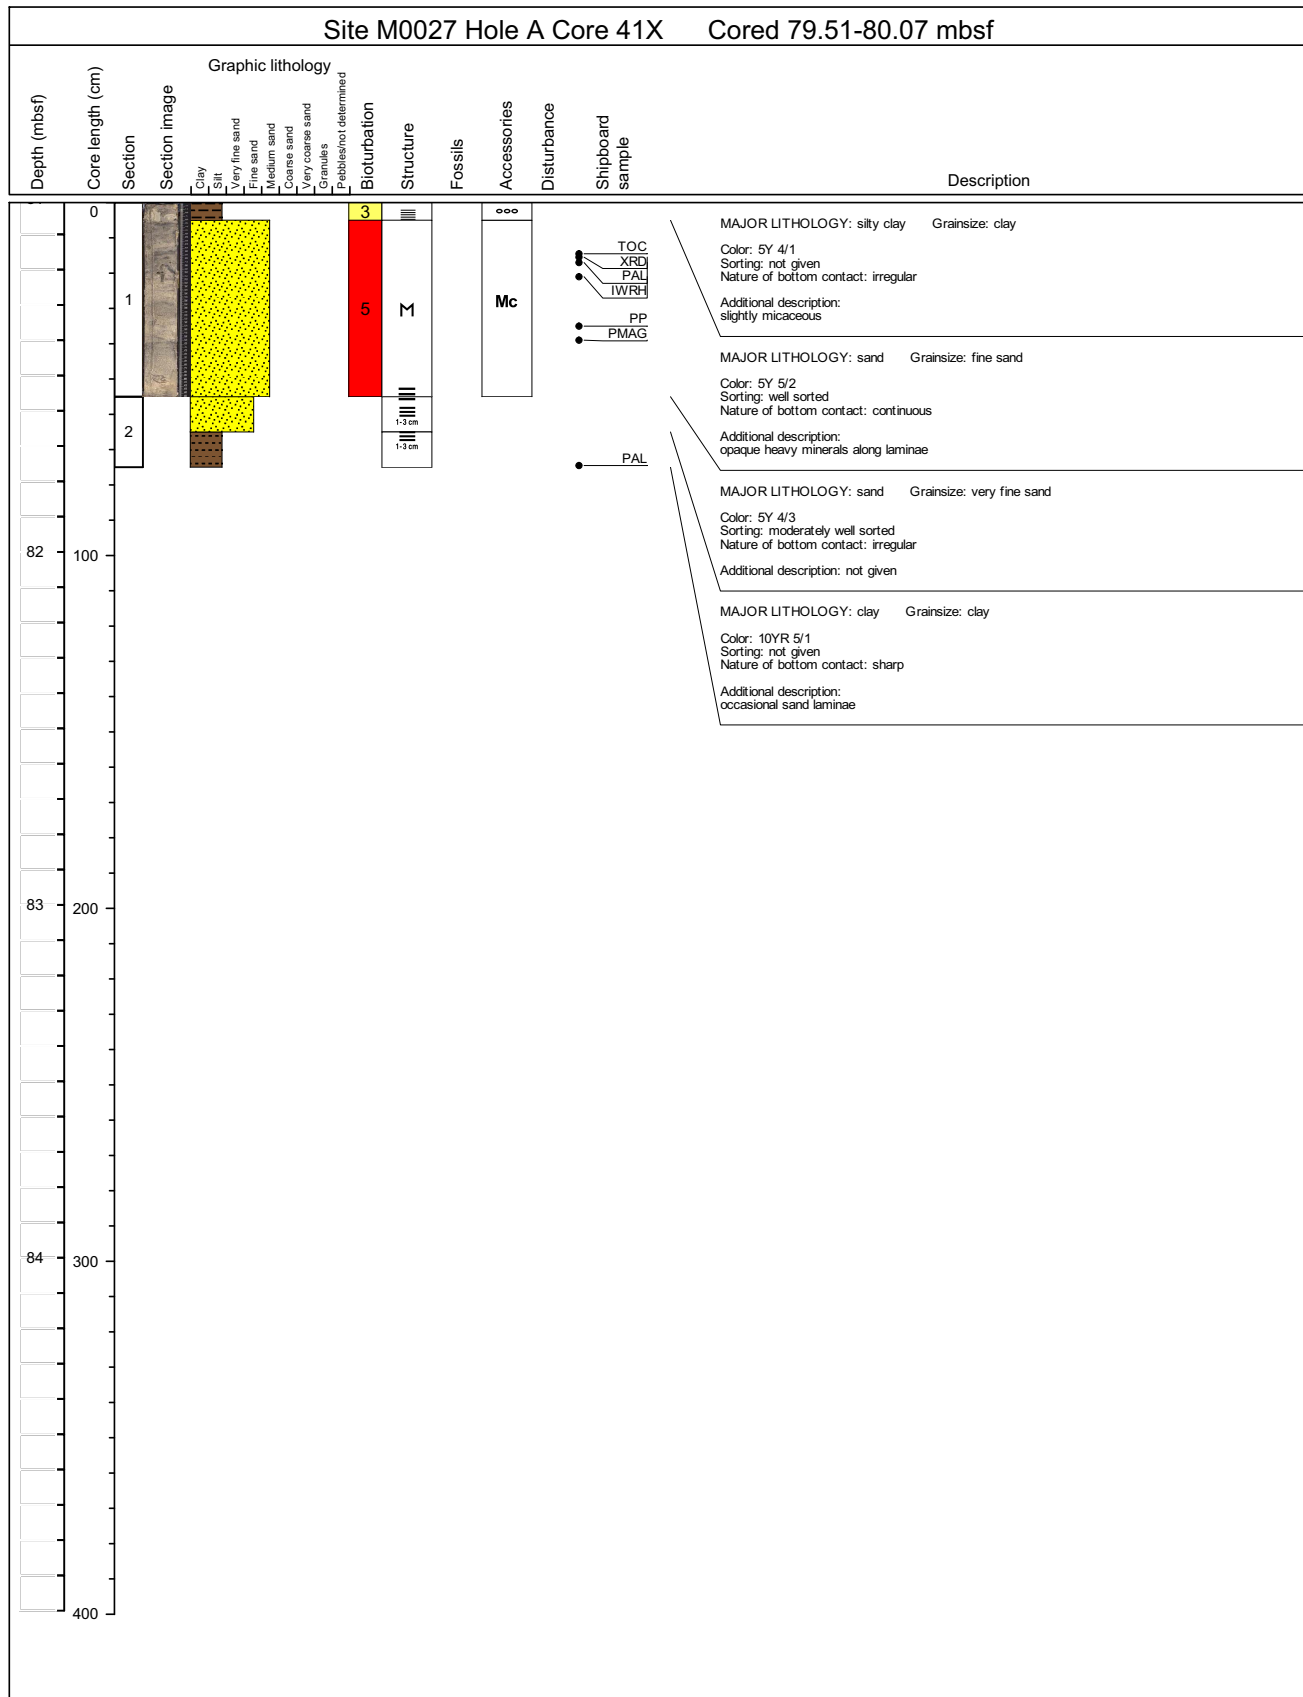 Site M0027 Hole A Core 41X Cored 79.51-80.07 mbsf
Graphic lithology
Depth (mbsf)
Core length (cm)
Section
Section image
Clay
Silt
Very fine sand
Fine sand
Medium sand
Coarse sand
Very coarse sand
Granules
Pebbles/not determined
Bioturbation
Structure
Fossils
Accessories
Disturbance
Shipboard
sample
Description
0
3
MAJOR LITHOLOGY: silty clay Grainsize: clay
Color: 5Y 4/1
Sorting: not given
Nature of bottom contact: irregular
Additional description:
slightly micaceous
TOC
XRD
PAL
IWRH
1
5
M
Mc
PP
PMAG
MAJOR LITHOLOGY: sand Grainsize: fine sand
Color: 5Y 5/2
Sorting: well sorted
Nature of bottom contact: continuous
Additional description:
opaque heavy minerals along laminae
1-3 cm
2
1-3 cm
PAL
MAJOR LITHOLOGY: sand Grainsize: very fine sand
Color: 5Y 4/3
Sorting: moderately well sorted
Nature of bottom contact: irregular
Additional description: not given
82
100
MAJOR LITHOLOGY: clay Grainsize: clay
Color: 10YR 5/1
Sorting: not given
Nature of bottom contact: sharp
Additional description:
occasional sand laminae
83
200
84
300
400